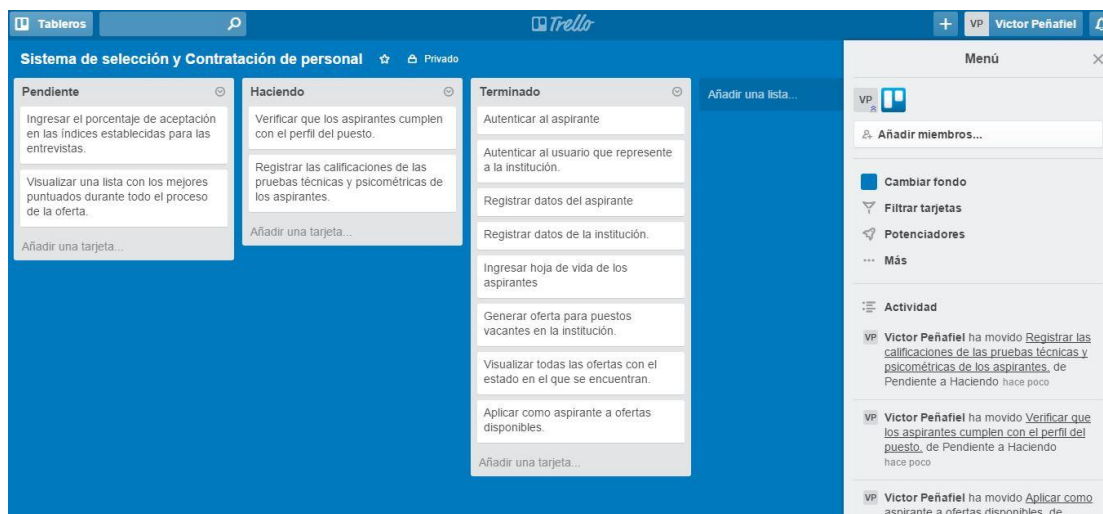 Tableros
Trello
VP Victor Peñafiel
Sistema de selección y Contratación de personal
Privado
Pendiente
Ingresar el porcentaje de aceptación
en las índices establecidas para las
entrevistas.
Visualizar una lista con los mejores
puntuados durante todo el proceso
de la oferta.
Añadir una tarjeta...
Haciendo
Verificar que los aspirantes cumplen
con el perfil del puesto.
Registrar las calificaciones de las
pruebas técnicas y psicométricas de
los aspirantes.
Añadir una tarjeta...
Terminado
Autenticar al aspirante
Autenticar al usuario que represente
a la institución.
Registrar datos del aspirante
Registrar datos de la institución.
Ingresar hoja de vida de los
aspirantes
Generar oferta para puestos
vacantes en la institución.
Visualizar todas las ofertas con el
estado en el que se encuentran.
Aplicar como aspirante a ofertas
disponibles.
Añadir una tarjeta...
Añadir una lista...
Menú
VP
Añadir miembros...
Cambiar fondo
Filtrar tarjetas
Potenciadores
Más
Actividad
VP Victor Peñafiel ha movido Registrar las
calificaciones de las pruebas técnicas y
psicométricas de los aspirantes. de
Pendiente a Haciendo hace poco
VP Victor Peñafiel ha movido Verificar que
los aspirantes cumplen con el perfil del
puesto. de Pendiente a Haciendo
hace poco
VP Victor Peñafiel ha movido Aplicar como
aspirante a ofertas disponibles. de